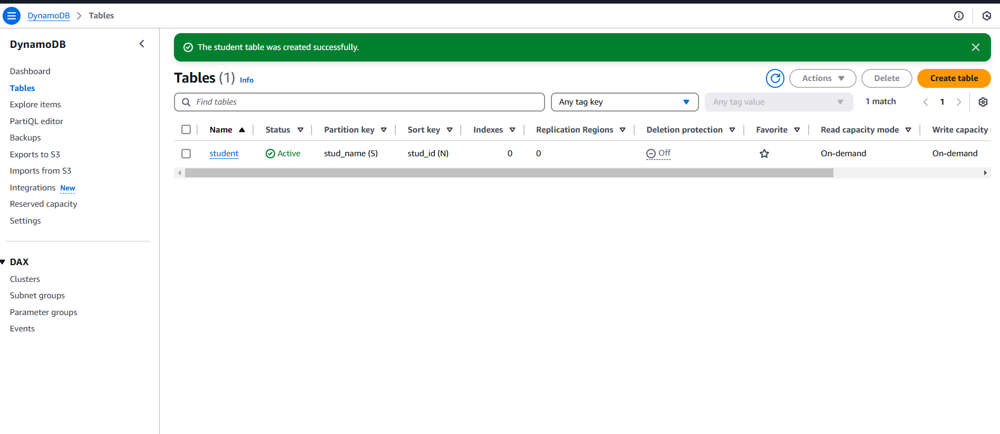 DynamoDB > Tables
DynamoDB
Dashboard
Tables
Explore items
PartiQL editor
Backups
Exports to S3
Imports from S3
Integrations New
Reserved capacity
Settings
DAX
Clusters
Subnet groups
Parameter groups
Events
The student table was created successfully.
Tables (1) Info
Actions
Delete
Create table
Find tables
Any tag key
Any tag value
1 match
1
Name Status Partition key Sort key Indexes Replication Regions Deletion protection Favorite Read capacity mode Write capacity
student Active stud_name (S) stud_id (N) 0 0 Off On-demand On-demand